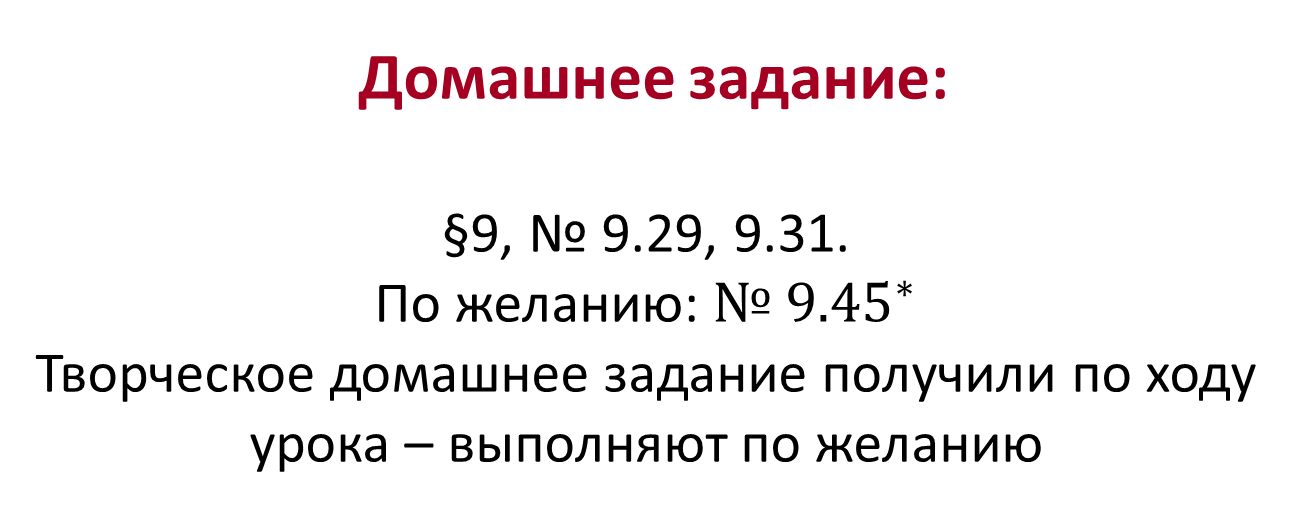 Домашнее задание:
§9, № 9.29, 9.31.
По желанию: № 9.45*
Творческое домашнее задание получили по ходу
урока – выполняют по желанию